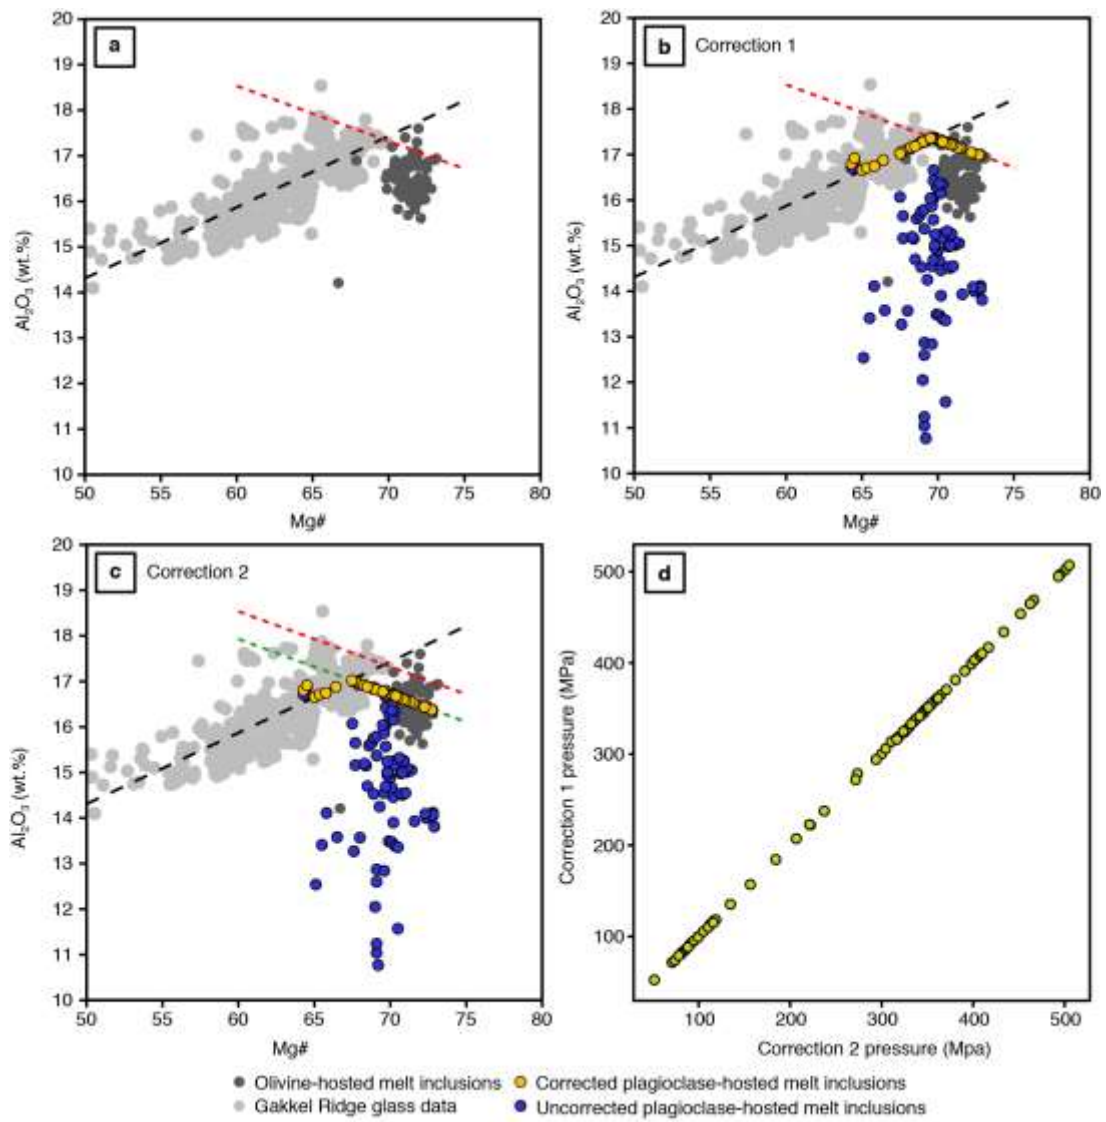 a
20
19
18
17
16
15
14
13
12
11
10
50 55 60 65 70 75 80
Al₂O₃ (wt.%)
Mg#
b Correction 1
20
19
18
17
16
15
14
13
12
11
10
50 55 60 65 70 75 80
Al₂O₃ (wt.%)
Mg#
c Correction 2
20
19
18
17
16
15
14
13
12
11
10
50 55 60 65 70 75 80
Al₂O₃ (wt.%)
Mg#
d
500
400
300
200
100
100 200 300 400 500
Correction 1 pressure (MPa)
Correction 2 pressure (Mpa)
Olivine-hosted melt inclusions
Corrected plagioclase-hosted melt inclusions
Gakkel Ridge glass data
Uncorrected plagioclase-hosted melt inclusions